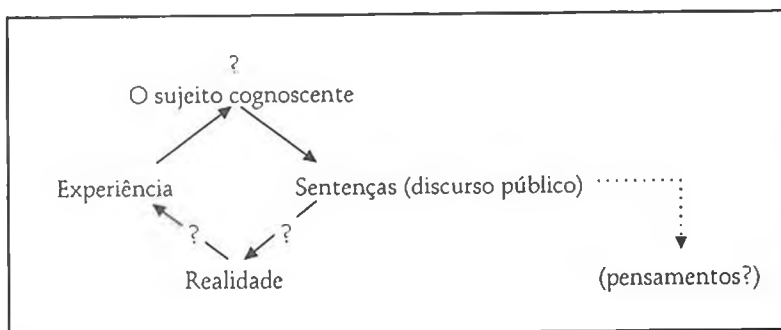 ?
O sujeito cognoscente
Experiência
Sentenças (discurso público)
?
?
Realidade
(pensamentos?)